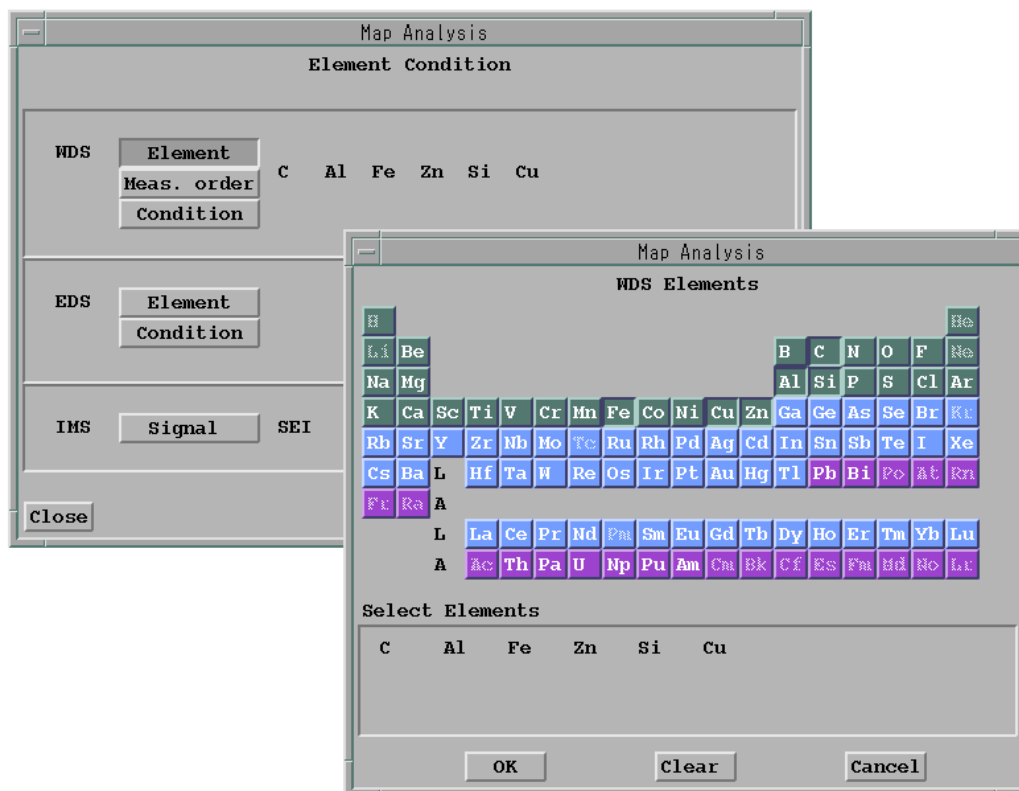 Map Analysis
Element Condition
WDS Element C Al Fe Zn Si Cu
Meas. order
Condition
EDS Element
Condition
IMS Signal SEI
Close
Map Analysis
WDS Elements
H He
Li Be B C N O F Ne
Na Mg Al Si P S Cl Ar
K Ca Sc Ti V Cr Mn Fe Co Ni Cu Zn Ga Ge As Se Br Kr
Rb Sr Y Zr Nb Mo Tc Ru Rh Pd Ag Cd In Sn Sb Te I Xe
Cs Ba L Hf Ta W Re Os Ir Pt Au Hg Tl Pb Bi Po At Rn
Fr Ra A
L La Ce Pr Nd Pm Sm Eu Gd Tb Dy Ho Er Tm Yb Lu
A Ac Th Pa U Np Pu Am Cm Bk Cf Es Fm Md No Lr
Select Elements
C Al Fe Zn Si Cu
OK Clear Cancel